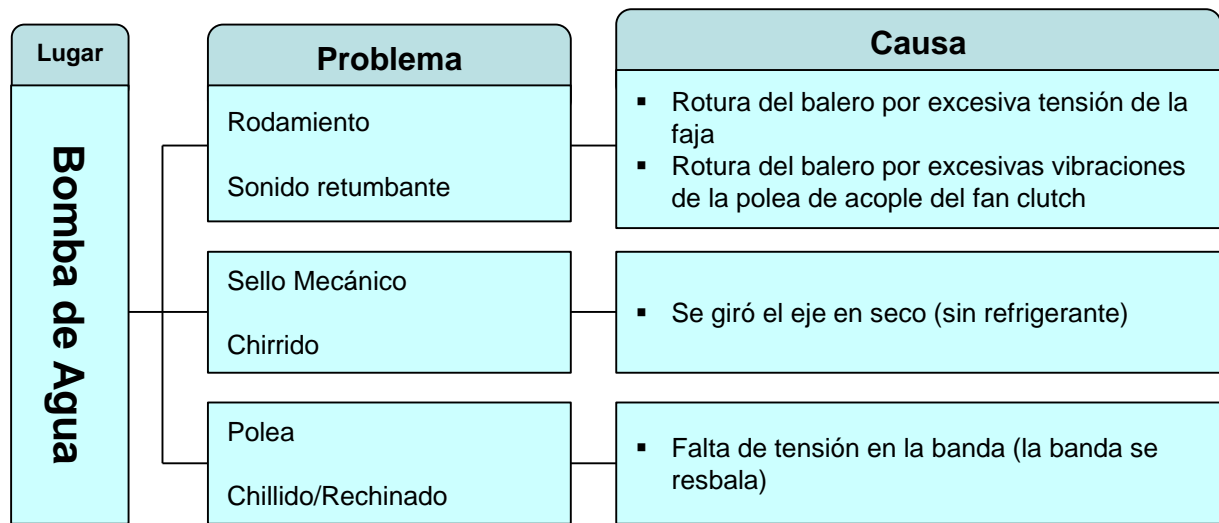 Lugar
Problema
Causa
Bomba de Agua
Rodamiento
Sonido retumbante
▪ Rotura del balero por excesiva tensión de la
faja
▪ Rotura del balero por excesivas vibraciones
de la polea de acople del fan clutch
Sello Mecánico
Chirrido
▪ Se giró el eje en seco (sin refrigerante)
Polea
Chillido/Rechinado
▪ Falta de tensión en la banda (la banda se
resbala)